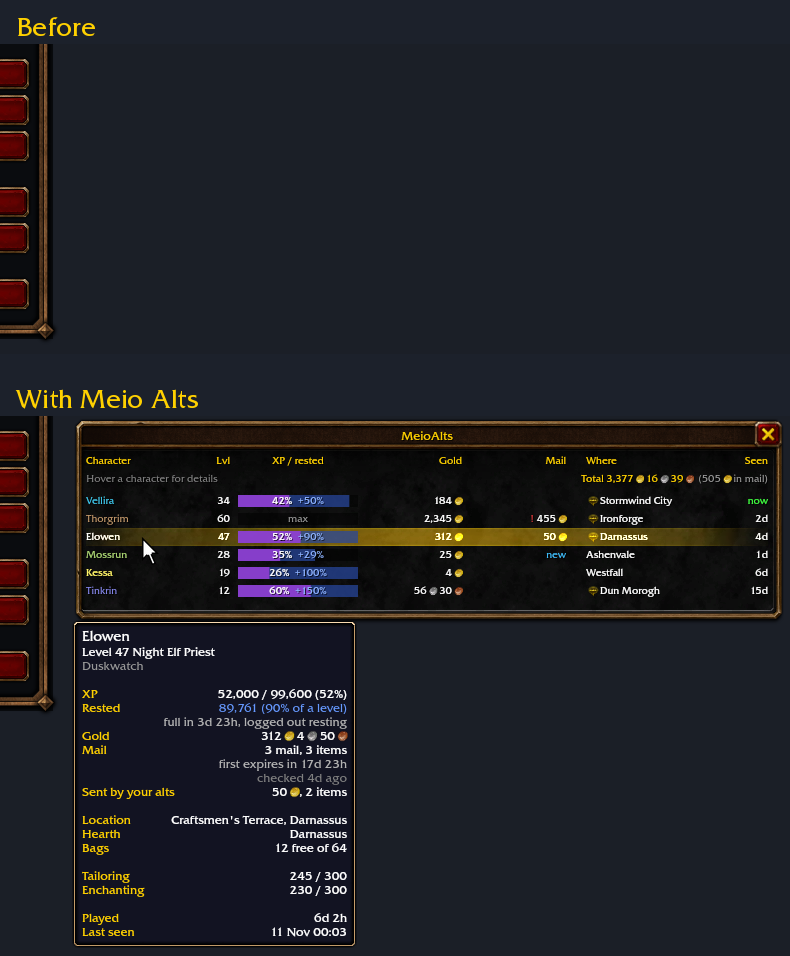 Before
With Meio Alts
MeioAlts
Character Lvl XP / rested Gold Mail Where Seen
Hover a character for details Total 3,377 16 39 (505 in mail)
Vellira 34 42% +50% 184 Stormwind City now
Thorgrim 60 max 2,345 ! 455 Ironforge 2d
Elowen 47 52% +90% 312 50 Darnassus 4d
Mossrun 28 35% +29% 25 new Ashenvale 1d
Kessa 19 26% +100% 4 Westfall 6d
Tinkrin 12 60% +150% 56 30 Dun Morogh 15d
Elowen
Level 47 Night Elf Priest
Duskwatch
XP 52,000 / 99,600 (52%)
Rested 89,761 (90% of a level)
full in 3d 23h, logged out resting
Gold 312 4 50
Mail 3 mail, 3 items
first expires in 17d 23h
checked 4d ago
Sent by your alts 50 , 2 items
Location Craftsmen's Terrace, Darnassus
Hearth Darnassus
Bags 12 free of 64
Tailoring 245 / 300
Enchanting 230 / 300
Played 6d 2h
Last seen 11 Nov 00:03